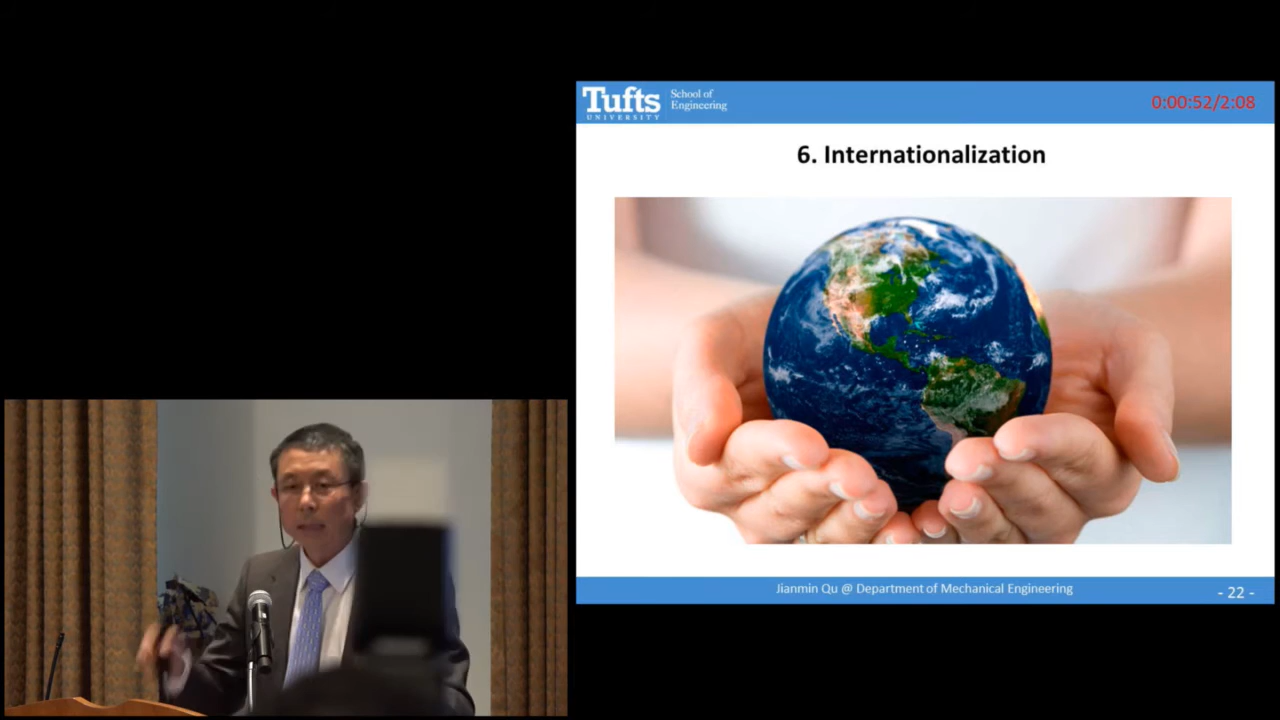 Tufts
UNIVERSITY
School of
Engineering
0:00:52/2:08
6. Internationalization
Jianmin Qu @ Department of Mechanical Engineering
- 22 -